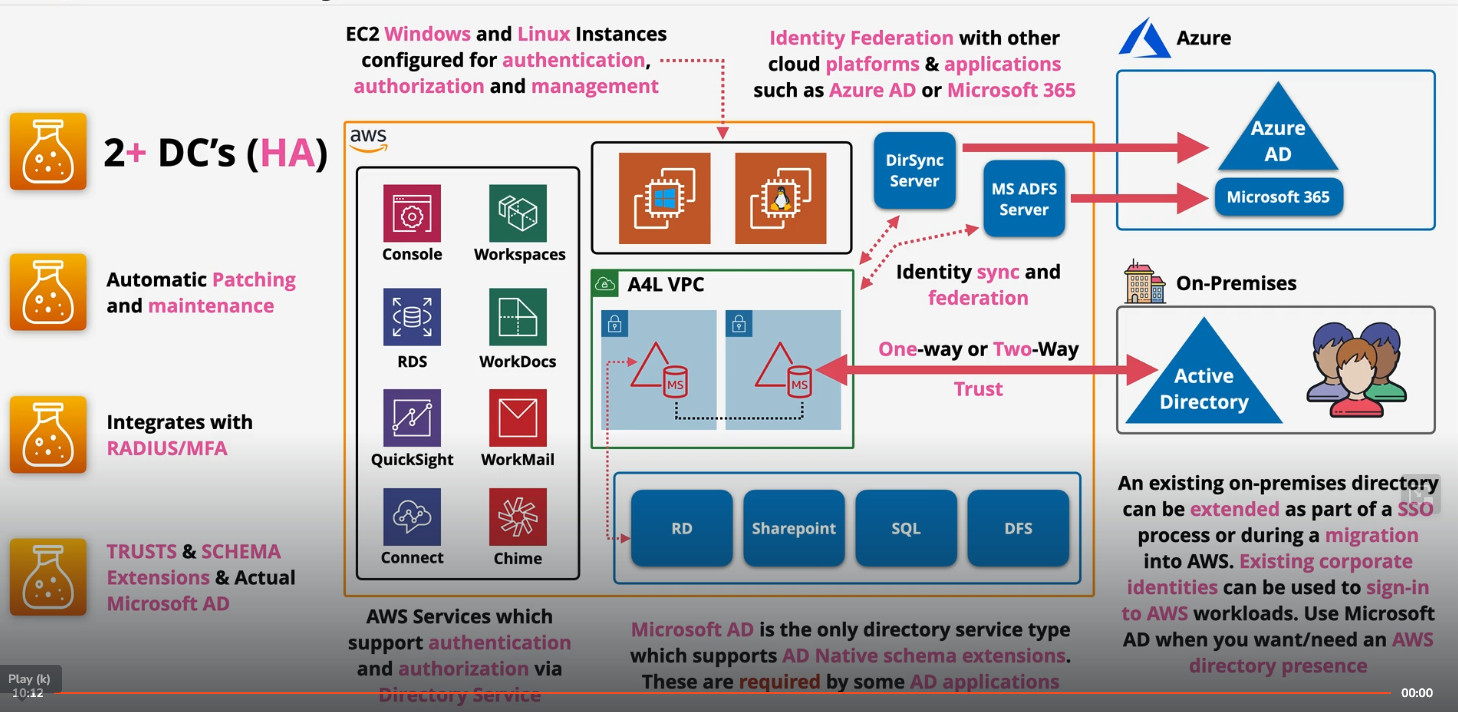 EC2 Windows and Linux Instances
configured for authentication,
authorization and management
Identity Federation with other
cloud platforms & applications
such as Azure AD or Microsoft 365
Azure
2+ DC's (HA)
aws
DirSync
Server
MS ADFS
Server
Azure
AD
Microsoft 365
Console
Workspaces
Automatic Patching
and maintenance
A4L VPC
Identity sync and
federation
On-Premises
RDS
WorkDocs
MS
MS
One-way or Two-Way
Trust
Active
Directory
Integrates with
RADIUS/MFA
QuickSight
WorkMail
RD
Sharepoint
SQL
DFS
An existing on-premises directory
can be extended as part of a SSO
process or during a migration
into AWS. Existing corporate
identities can be used to sign-in
to AWS workloads. Use Microsoft
AD when you want/need an AWS
directory presence
TRUSTS & SCHEMA
Extensions & Actual
Microsoft AD
Connect
Chime
AWS Services which
support authentication
and authorization via
Directory Service
Microsoft AD is the only directory service type
which supports AD Native schema extensions.
These are required by some AD applications
Play (k)
10:12
00:00